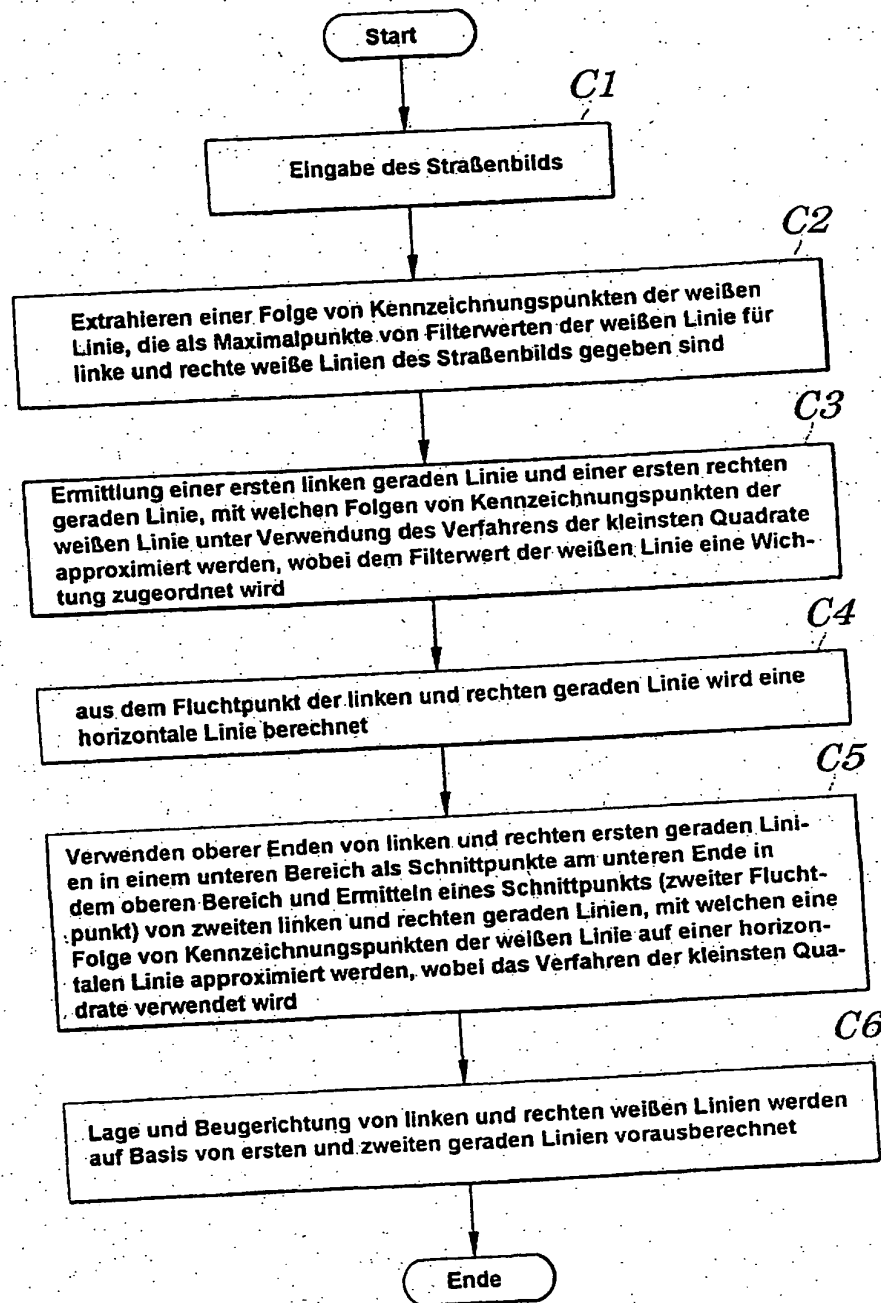 Start
C1
Eingabe des Straßenbilds
C2
Extrahieren einer Folge von Kennzeichnungspunkten der weißen
Linie, die als Maximalpunkte von Filterwerten der weißen Linie für
linke und rechte weiße Linien des Straßenbilds gegeben sind
C3
Ermittlung einer ersten linken geraden Linie und einer ersten rechten
geraden Linie, mit welchen Folgen von Kennzeichnungspunkten der
weißen Linie unter Verwendung des Verfahrens der kleinsten Quadrate
approximiert werden, wobei dem Filterwert der weißen Linie eine Wich-
tung zugeordnet wird
C4
aus dem Fluchtpunkt der linken und rechten geraden Linie wird eine
horizontale Linie berechnet
C5
Verwenden oberer Enden von linken und rechten ersten geraden Lini-
en in einem unteren Bereich als Schnittpunkte am unteren Ende in
dem oberen Bereich und Ermitteln eines Schnittpunkts (zweiter Flucht-
punkt) von zweiten linken und rechten geraden Linien, mit welchen eine
Folge von Kennzeichnungspunkten der weißen Linie auf einer horizon-
talen Linie approximiert werden, wobei das Verfahren der kleinsten Qua-
drate verwendet wird
C6
Lage und Beugerichtung von linken und rechten weißen Linien werden
auf Basis von ersten und zweiten geraden Linien vorausberechnet
Ende